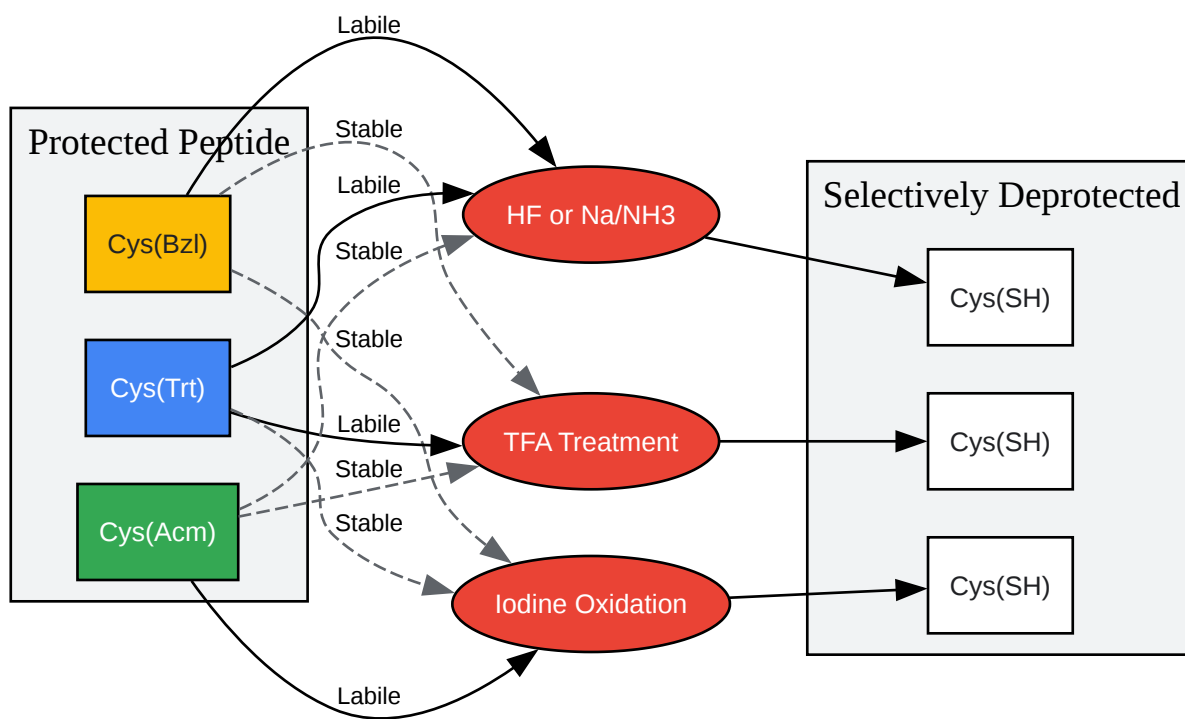 Labile
Protected Peptide
Stable
Labile
HF or Na/NH3
Selectively Deprotected
Cys(Bzl)
Stable
Cys(SH)
Stable
Cys(Trt)
Labile
TFA Treatment
Cys(SH)
Stable
Cys(Acm)
Stable
Iodine Oxidation
Cys(SH)
Labile